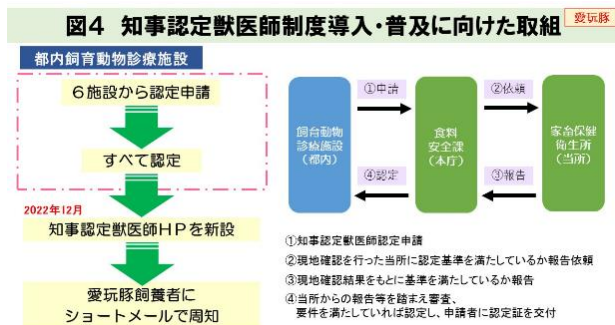 図4 知事認定獣医師制度導入・普及に向けた取組
愛玩豚
都内飼育動物診療施設
6施設から認定申請
すべて認定
2022年12月
知事認定獣医師HPを新設
愛玩豚飼養者に
ショートメールで周知
飼育動物
診療施設
(都内)
①申請
④認定
食料
安全課
(本庁)
②依頼
③報告
家畜保健
衛生所
(当所)
①知事認定獣医師認定申請
②現地確認を行った当所に認定基準を満たしているか報告依頼
③現地確認結果をもとに基準を満たしているか報告
④当所からの報告等を踏まえ審査、
要件を満たしていれば認定し、申請者に認定証を交付